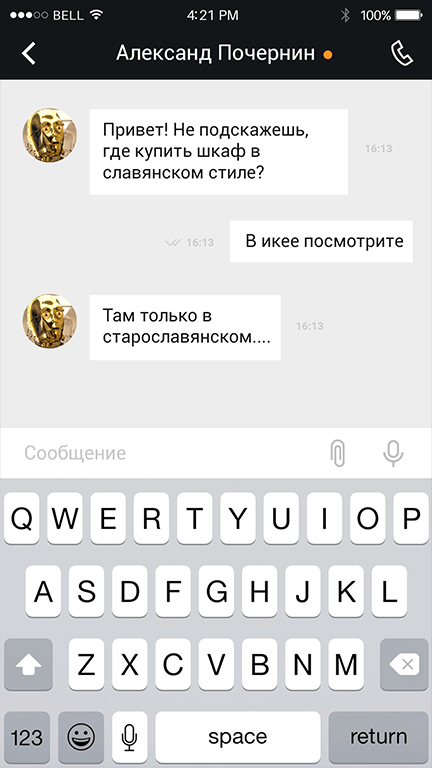 BELL 4:21 PM 100%
Александ Почернин
Привет! Не подскажешь,
где купить шкаф в
славянском стиле?
16:13
16:13
В икее посмотрите
Там только в
старославянском....
16:13
Сообщение
Q W E R T Y U I O P
A S D F G H J K L
Z X C V B N M
123 space return